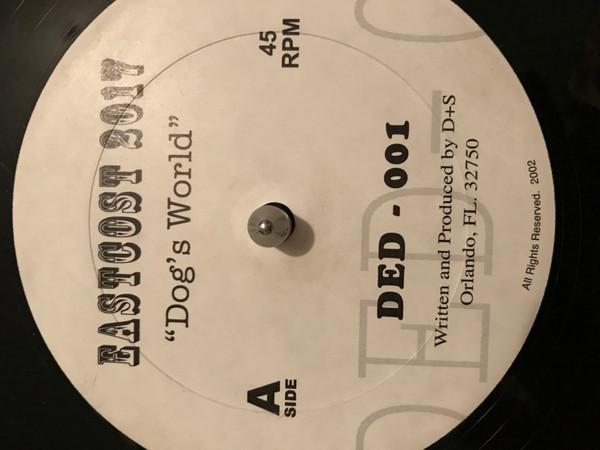 EASTCOST 2017
"Dog's World"
A
SIDE
45
RPM
DED - 001
Written and Produced by D+S
Orlando, FL. 32750
All Rights Reserved. 2002